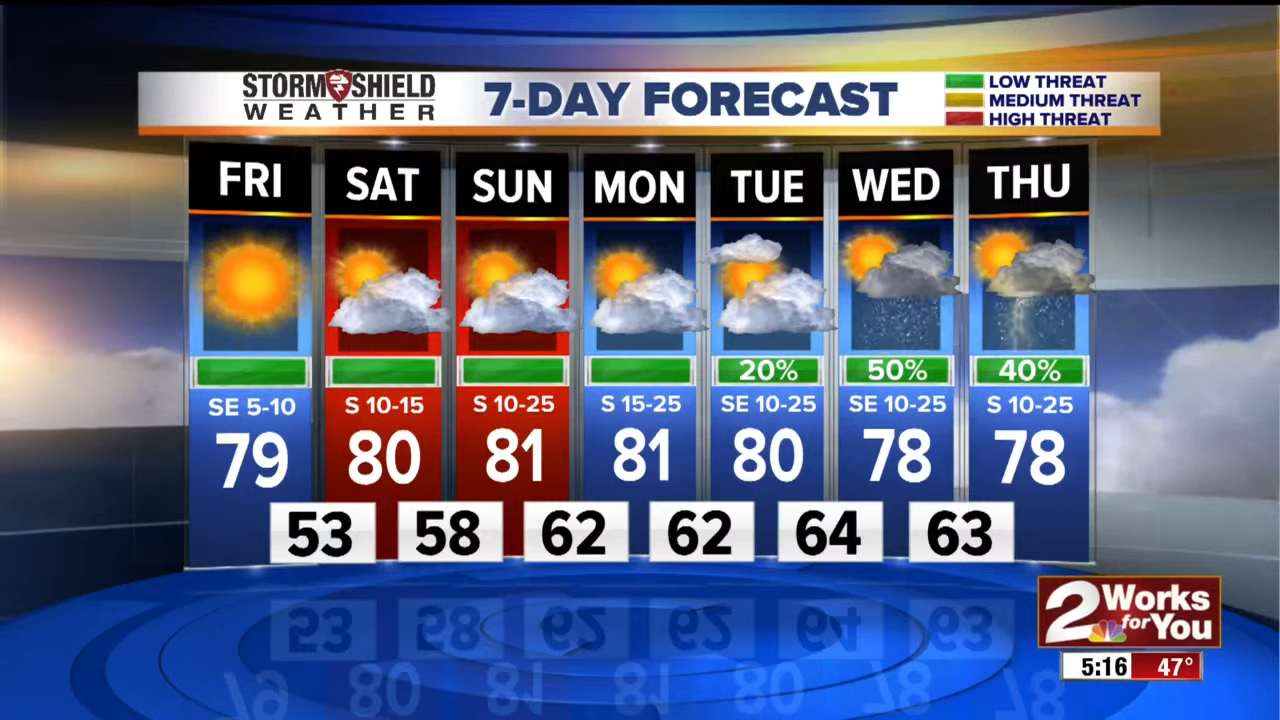 STORM SHIELD
WEATHER
7-DAY FORECAST
LOW THREAT
MEDIUM THREAT
HIGH THREAT
FRI SAT SUN MON TUE WED THU
20% 50% 40%
SE 5-10 S 10-15 S 10-25 S 15-25 SE 10-25 SE 10-25 S 10-25
79 80 81 81 80 78 78
53 58 62 62 64 63
2 Works
for You
5:16 47°